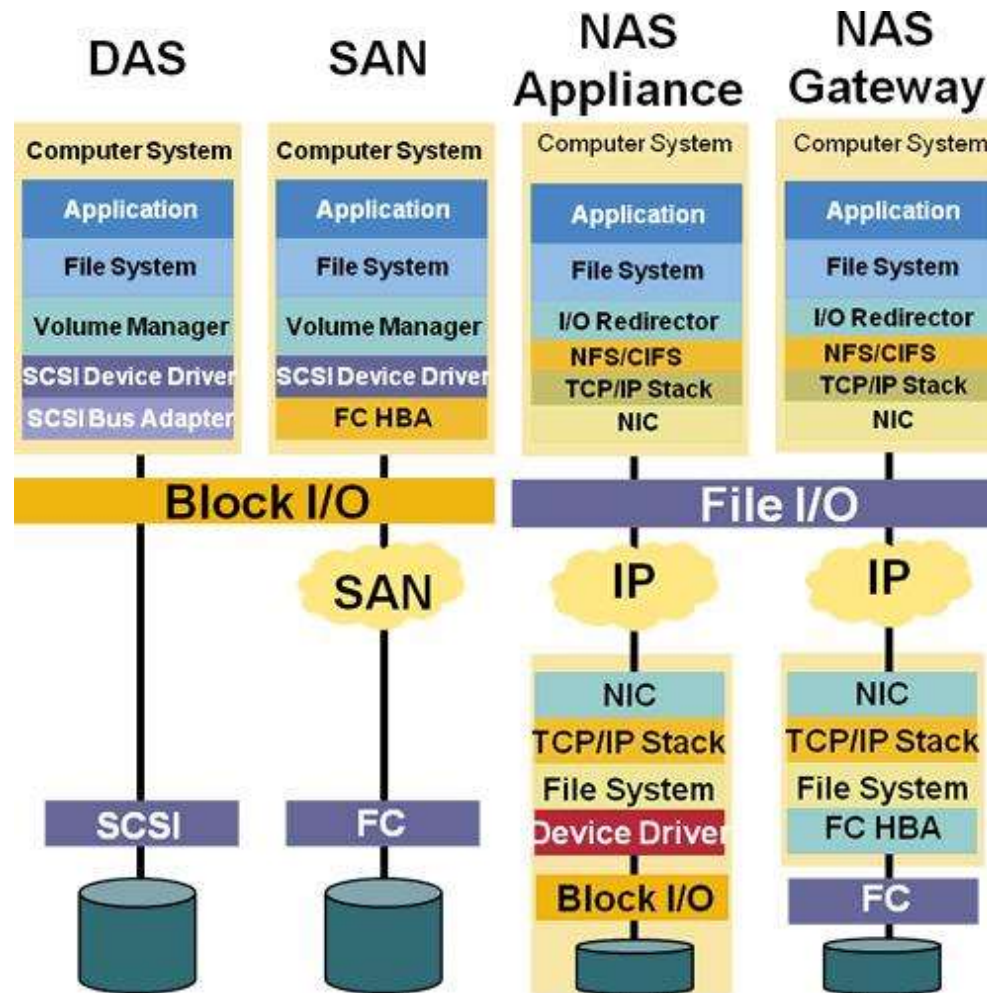 DAS
SAN
NAS
Appliance
NAS
Gateway
Computer System
Application
File System
Volume Manager
SCSI Device Driver
SCSI Bus Adapter
Computer System
Application
File System
Volume Manager
SCSI Device Driver
FC HBA
Computer System
Application
File System
I/O Redirector
NFS/CIFS
TCP/IP Stack
NIC
Computer System
Application
File System
I/O Redirector
NFS/CIFS
TCP/IP Stack
NIC
Block I/O
File I/O
SAN
IP
IP
SCSI
FC
NIC
TCP/IP Stack
File System
Device Driver
Block I/O
NIC
TCP/IP Stack
File System
FC HBA
FC